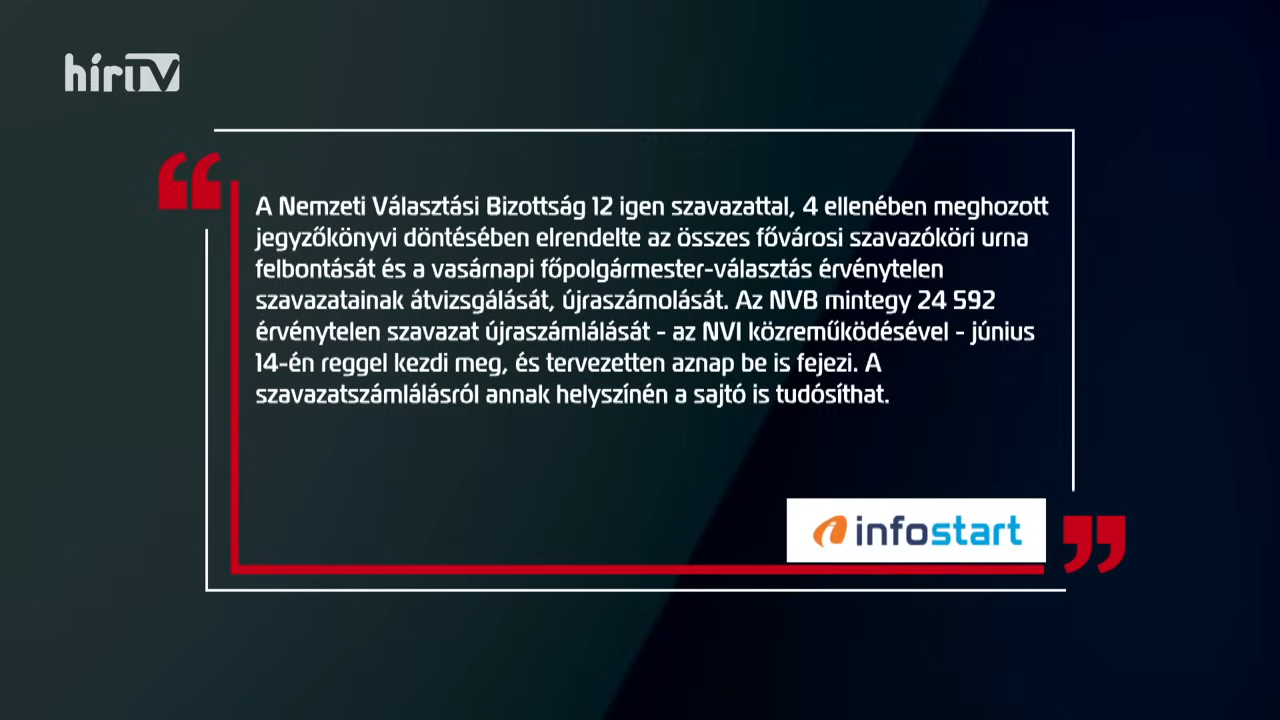 hírTV
A Nemzeti Választási Bizottság 12 igen szavazattal, 4 ellenében meghozott
jegyzőkönyvi döntésében elrendelte az összes fővárosi szavazóköri urna
felbontását és a vasárnapi főpolgármester-választás érvénytelen
szavazatainak átvizsgálását, újraszámolását. Az NVB mintegy 24 592
érvénytelen szavazat újraszámlálását - az NVI közreműködésével - június
14-én reggel kezdi meg, és tervezetten aznap be is fejezi. A
szavazatszámlálásról annak helyszínén a sajtó is tudósíthat.
infostart